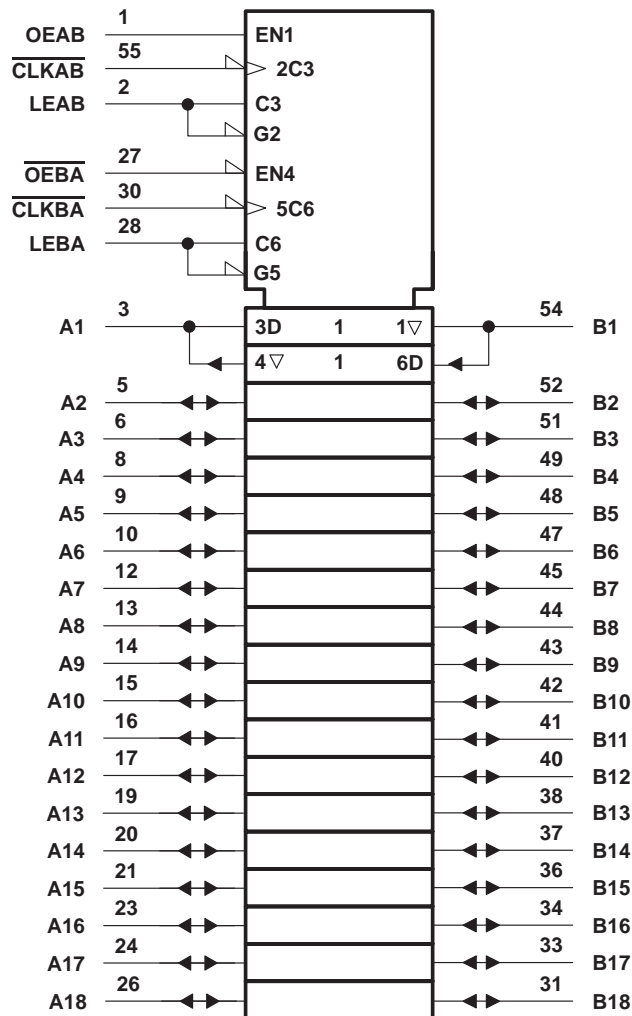 1
OEAB EN1
55
CLKAB 2C3
2
LEAB C3
G2
27
OEBA EN4
30
CLKBA 5C6
28
LEBA C6
G5
3 54
A1 3D 1 1▽ B1
4▽ 1 6D
5 52
A2 B2
6 51
A3 B3
8 49
A4 B4
9 48
A5 B5
10 47
A6 B6
12 45
A7 B7
13 44
A8 B8
14 43
A9 B9
15 42
A10 B10
16 41
A11 B11
17 40
A12 B12
19 38
A13 B13
20 37
A14 B14
21 36
A15 B15
23 34
A16 B16
24 33
A17 B17
26 31
A18 B18